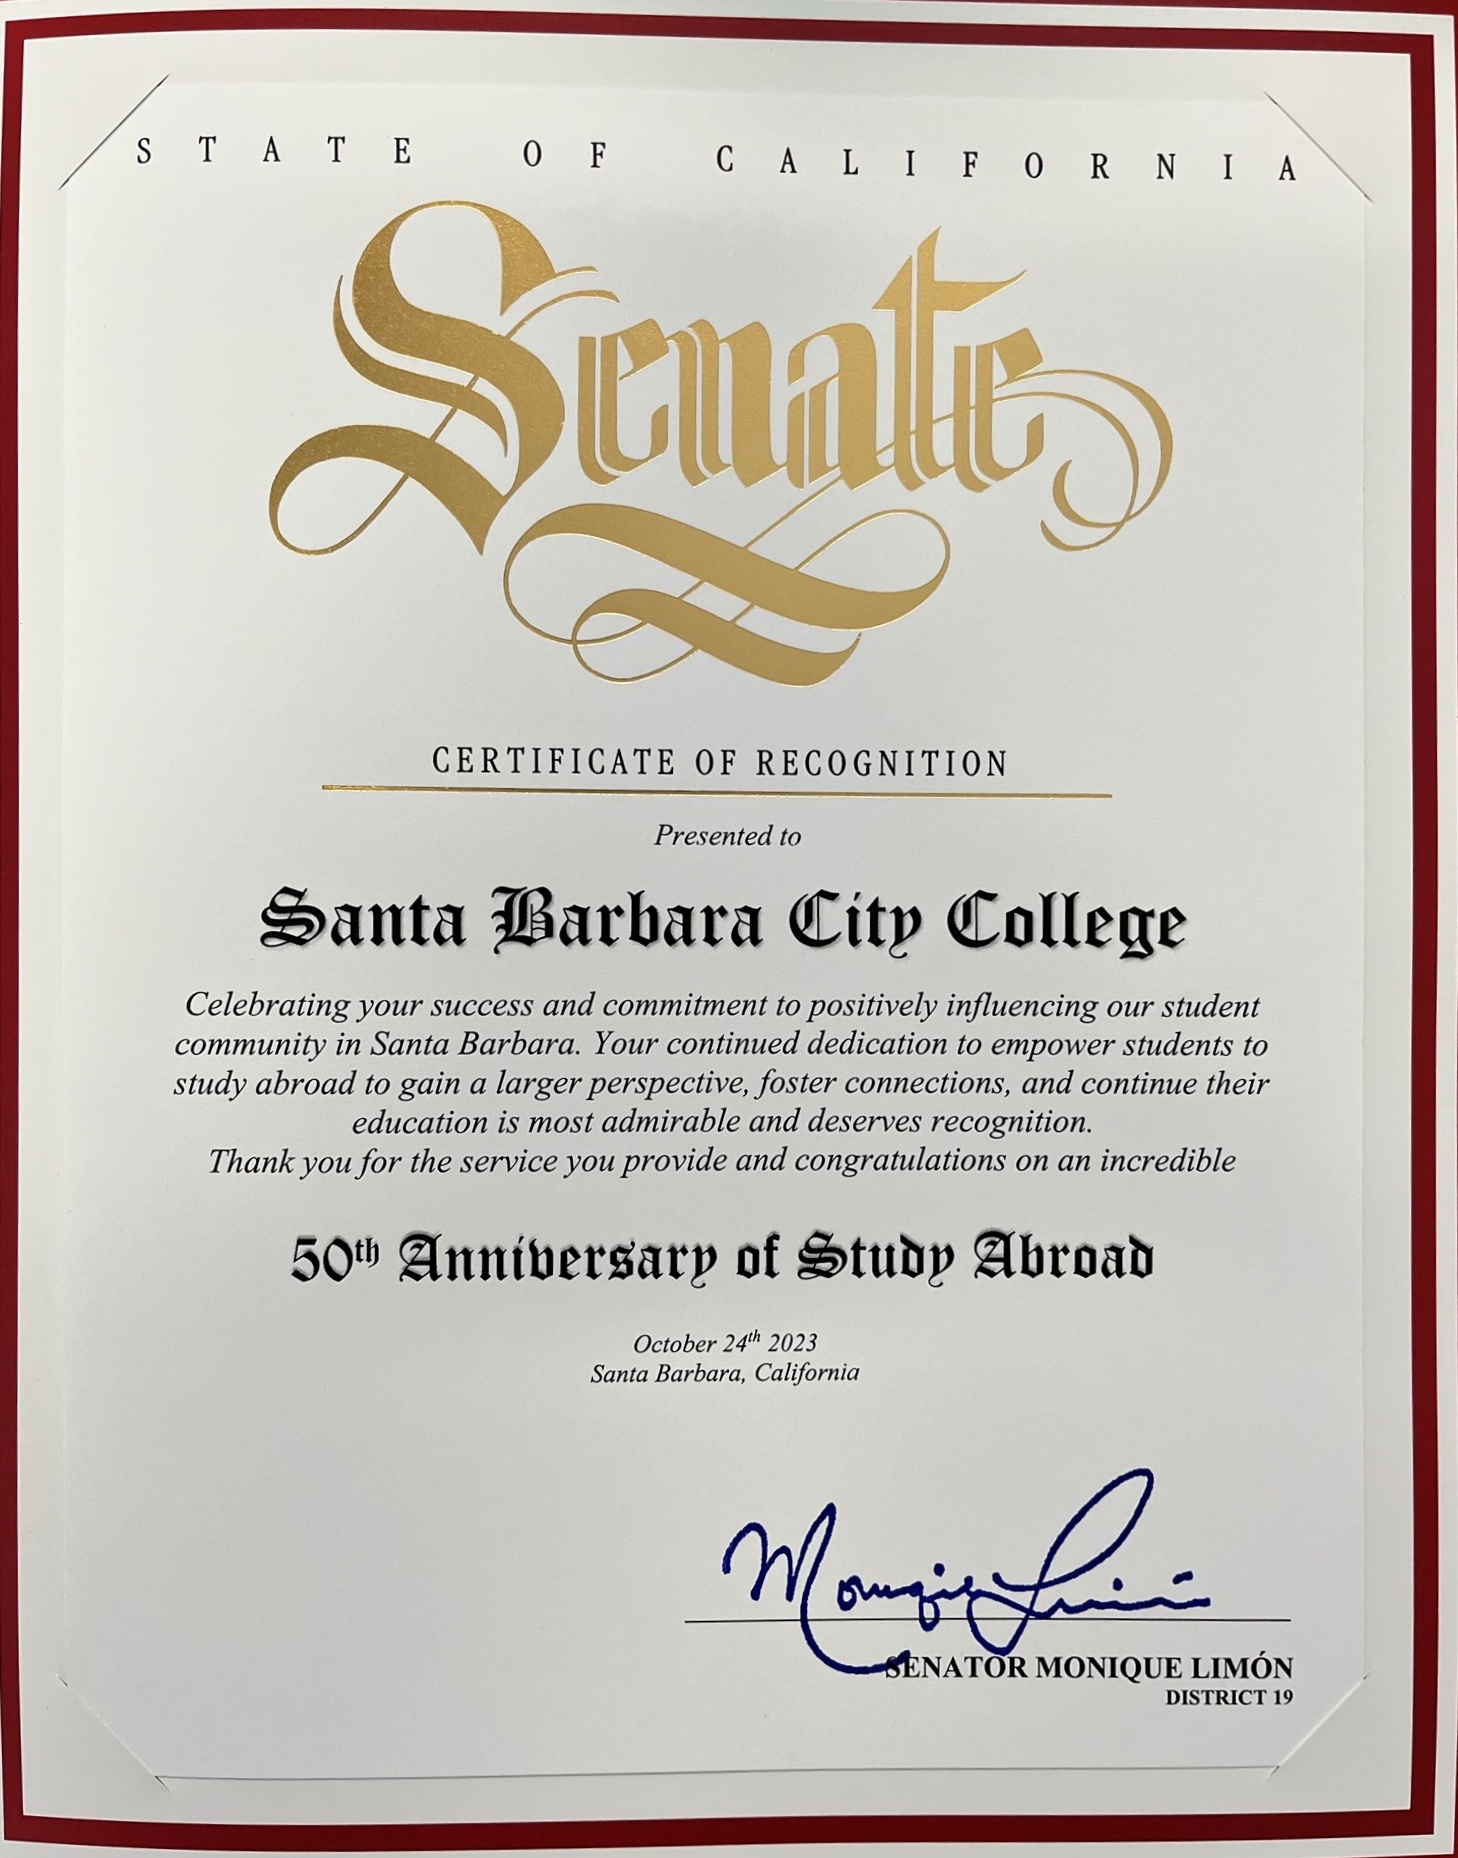 STATE OF CALIFORNIA
Senate
CERTIFICATE OF RECOGNITION
Presented to
Santa Barbara City College
Celebrating your success and commitment to positively influencing our student
community in Santa Barbara. Your continued dedication to empower students to
study abroad to gain a larger perspective, foster connections, and continue their
education is most admirable and deserves recognition.
Thank you for the service you provide and congratulations on an incredible
50th Anniversary of Study Abroad
October 24th 2023
Santa Barbara, California
Monique Limón
SENATOR MONIQUE LIMÓN
DISTRICT 19